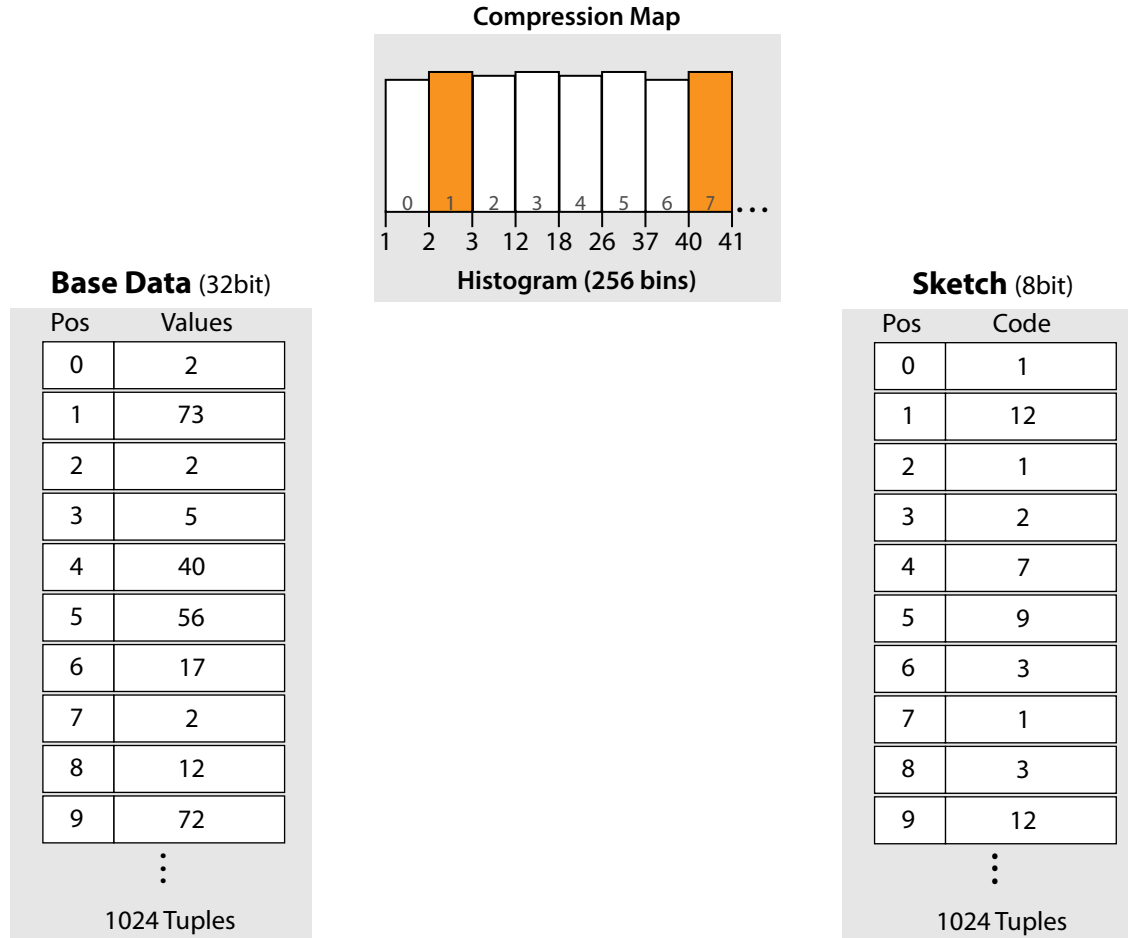 Compression Map
0 1 2 3 4 5 6 7 ...
1 2 3 12 18 26 37 40 41
Histogram (256 bins)
Base Data (32bit)
Pos Values
0 2
1 73
2 2
3 5
4 40
5 56
6 17
7 2
8 12
9 72
⋮
1024 Tuples
Sketch (8bit)
Pos Code
0 1
1 12
2 1
3 2
4 7
5 9
6 3
7 1
8 3
9 12
⋮
1024 Tuples